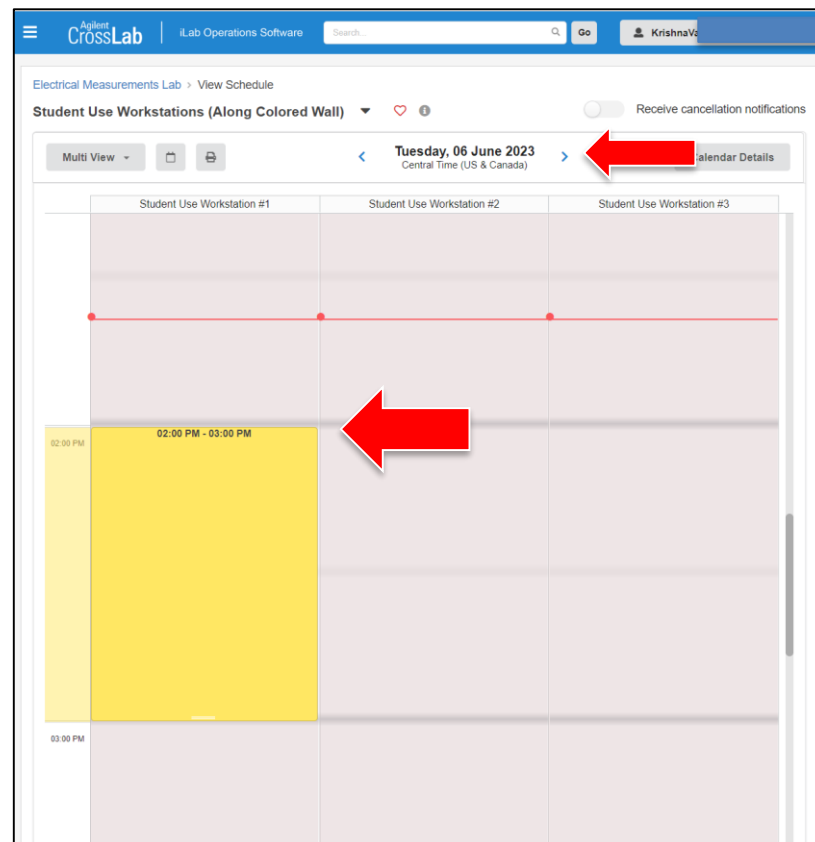 Agilent
CrossLab
iLab Operations Software
Search...
Go
KrishnaVa
Electrical Measurements Lab > View Schedule
Student Use Workstations (Along Colored Wall)
Receive cancellation notifications
Multi View
Tuesday, 06 June 2023
Central Time (US & Canada)
alendar Details
Student Use Workstation #1
Student Use Workstation #2
Student Use Workstation #3
02:00 PM
02:00 PM - 03:00 PM
03:00 PM